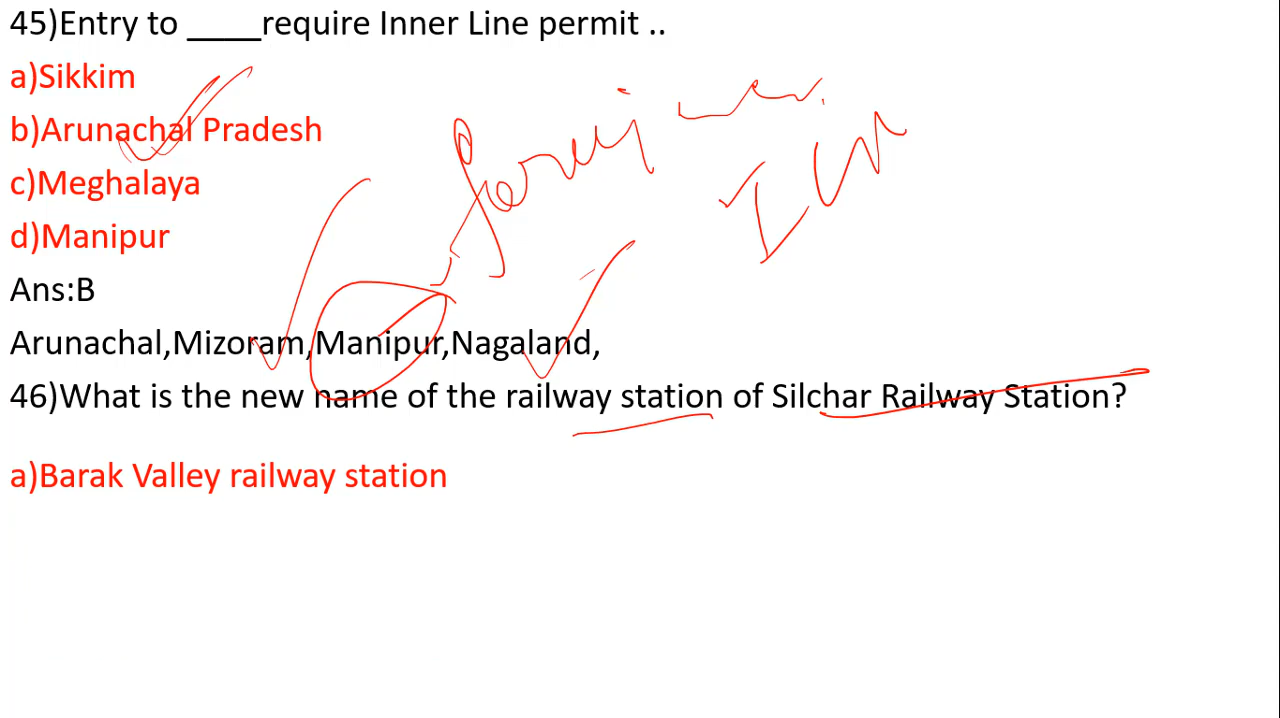 45)Entry to ____require Inner Line permit ..
a)Sikkim
b)Arunachal Pradesh
c)Meghalaya
d)Manipur
Ans:B
Arunachal,Mizoram,Manipur,Nagaland,
46)What is the new name of the railway station of Silchar Railway Station?
a)Barak Valley railway station